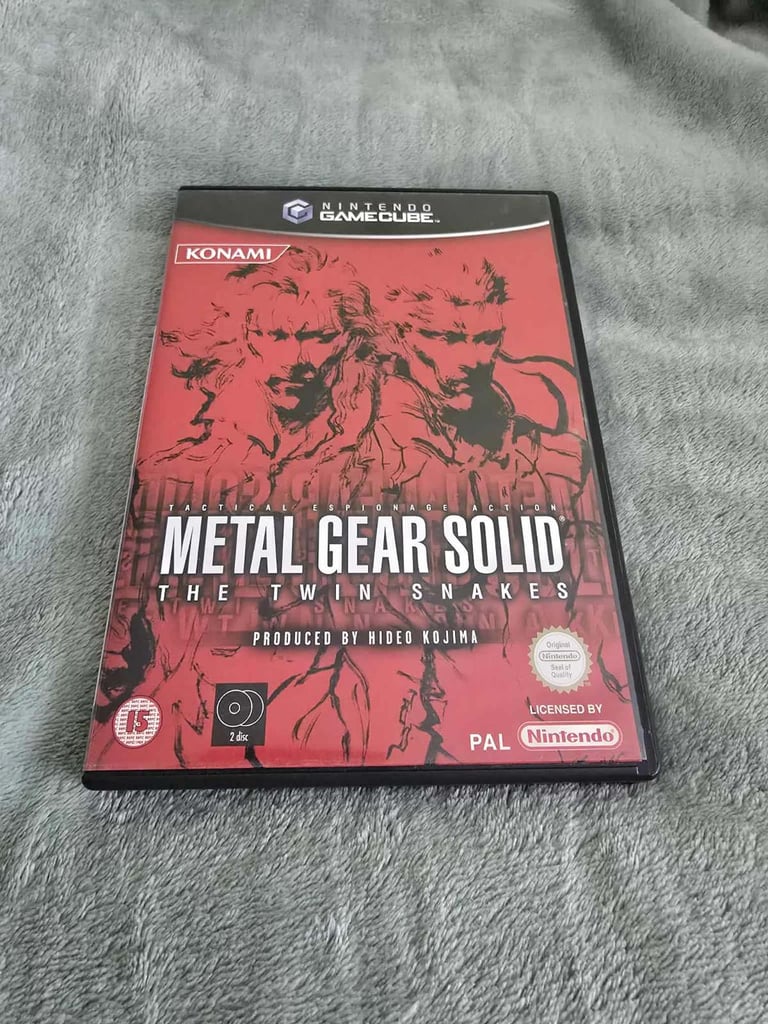 NINTENDO
GAMECUBE™
KONAMI
TACTICAL ESPIONAGE ACTION
METAL GEAR SOLID®
THE TWIN SNAKES
PRODUCED BY HIDEO KOJIMA
Original
Nintendo
Seal of
Quality
15
2 disc
LICENSED BY
PAL Nintendo®